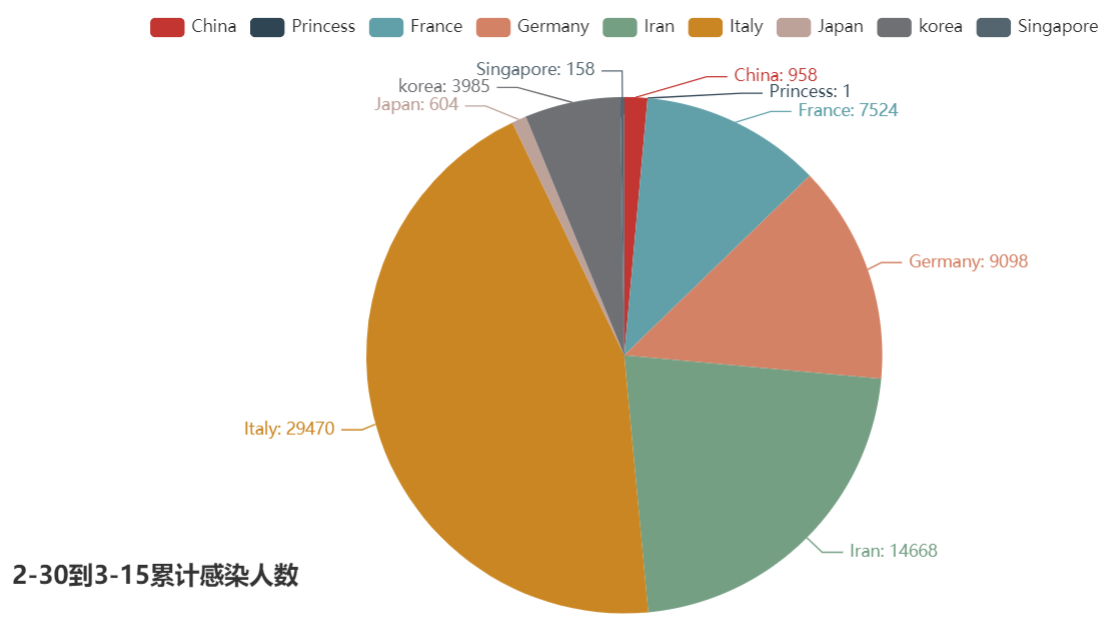 China Princess France Germany Iran Italy Japan korea Singapore
Singapore: 158
China: 958
korea: 3985
Princess: 1
Japan: 604
France: 7524
Germany: 9098
Italy: 29470
Iran: 14668
2-30到3-15累计感染人数